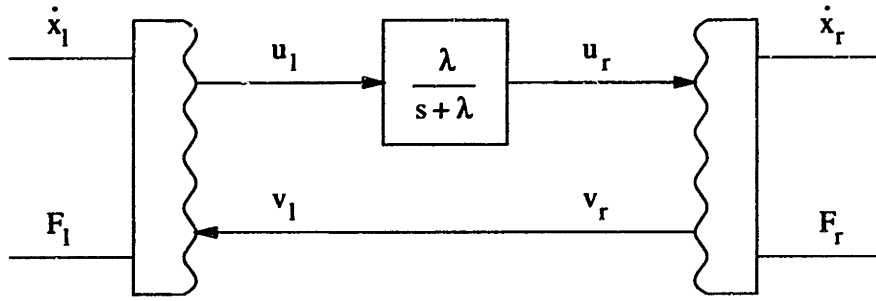 ẋ_l
u_l
λ
s + λ
u_r
ẋ_r
F_l
v_l
v_r
F_r